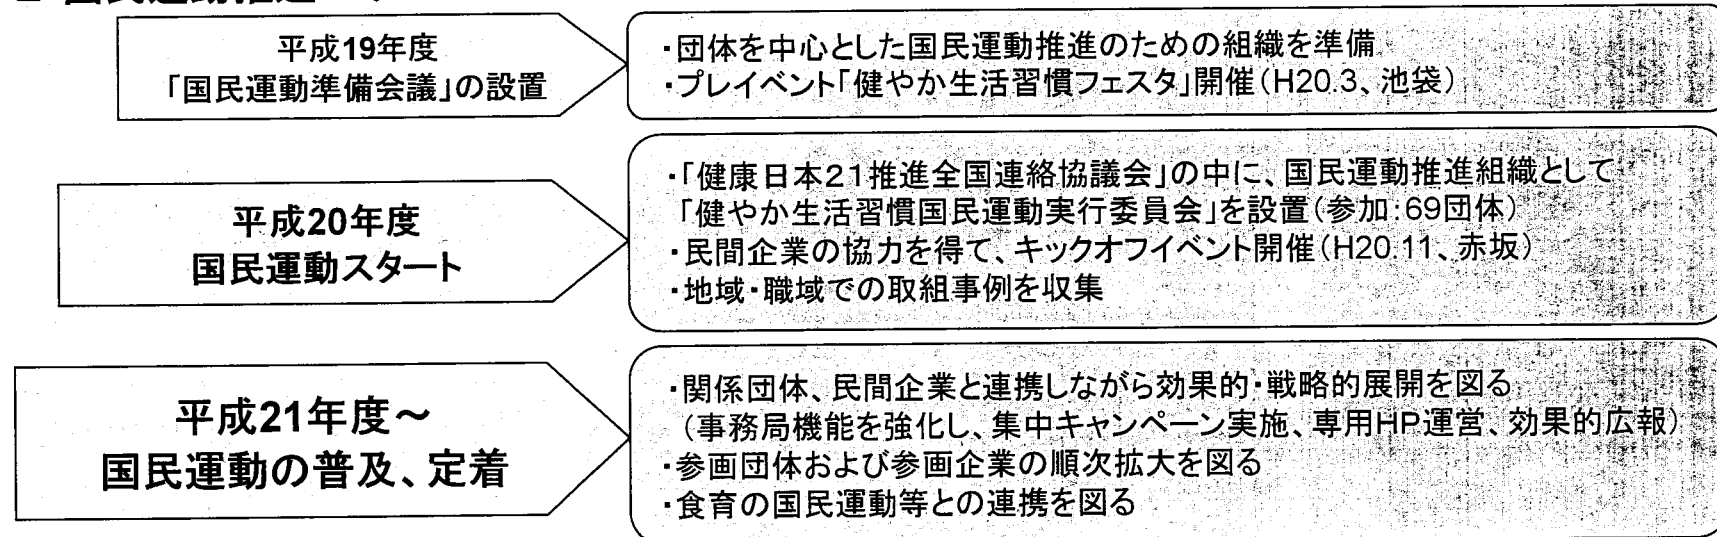 平成19年度
「国民運動準備会議」の設置
・団体を中心とした国民運動推進のための組織を準備
・プレイベント「健やか生活習慣フェスタ」開催(H20.3、池袋)
平成20年度
国民運動スタート
・「健康日本21推進全国連絡協議会」の中に、国民運動推進組織として
「健やか生活習慣国民運動実行委員会」を設置(参加:69団体)
・民間企業の協力を得て、キックオフイベント開催(H20.11、赤坂)
・地域・職域での取組事例を収集
平成21年度~
国民運動の普及、定着
・関係団体、民間企業と連携しながら効果的・戦略的展開を図る
(事務局機能を強化し、集中キャンペーン実施、専用HP運営、効果的広報)
・参画団体および参画企業の順次拡大を図る
・食育の国民運動等との連携を図る